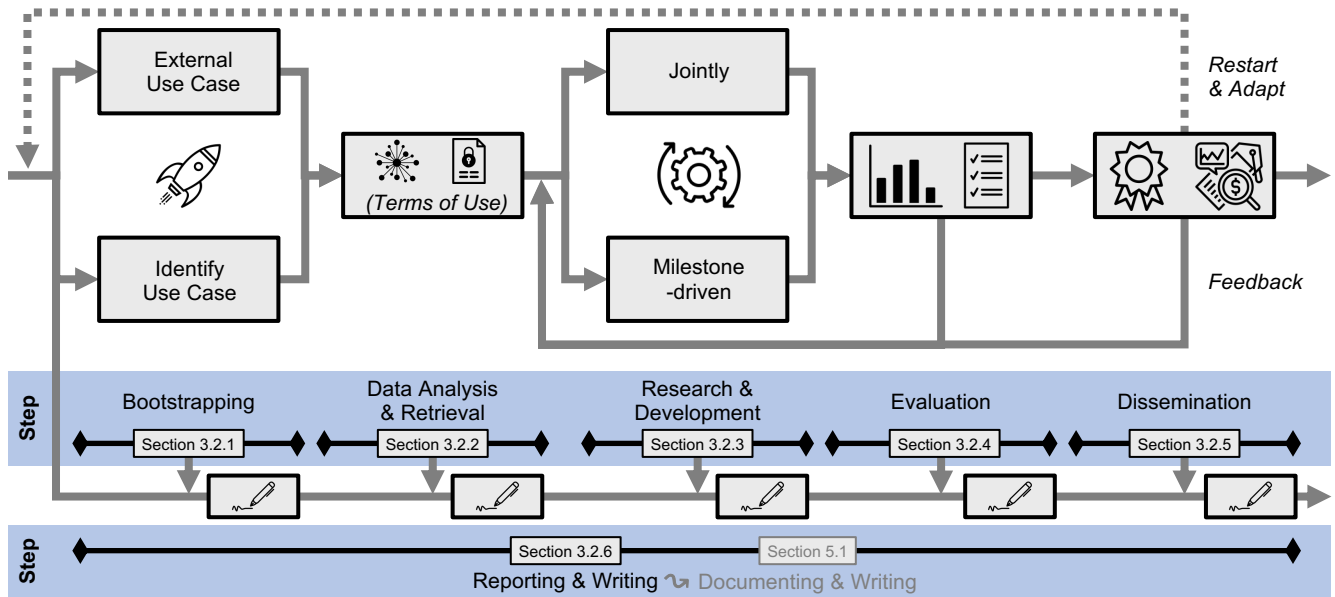 External
Use Case
Jointly
Restart
& Adapt
(Terms of Use)
$
Identify
Use Case
Milestone
-driven
Feedback
Step
Bootstrapping
Data Analysis
& Retrieval
Research &
Development
Evaluation
Dissemination
Section 3.2.1
Section 3.2.2
Section 3.2.3
Section 3.2.4
Section 3.2.5
Step
Section 3.2.6
Section 5.1
Reporting & Writing
Documenting & Writing